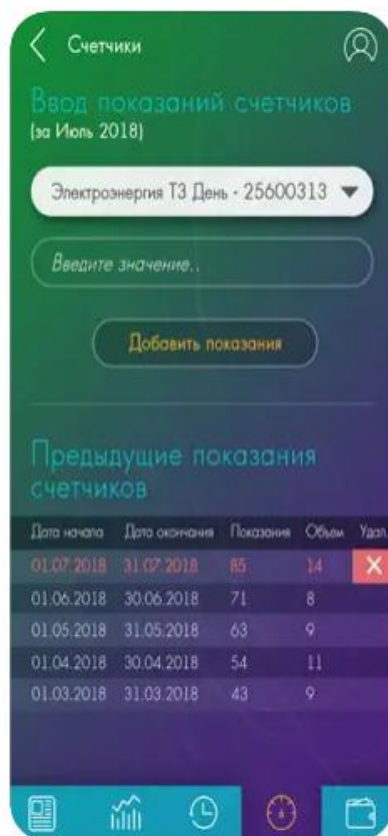 Счетчики
Ввод показаний счетчиков
(за Июль 2018)
Электроэнергия Т3 День - 25600313
Введите значение..
Добавить показания
Предыдущие показания
счетчиков
Дата начала Дата окончания Показания Объем Удал.
01.07.2018 31.07.2018 85 14
01.06.2018 30.06.2018 71 8
01.05.2018 31.05.2018 63 9
01.04.2018 30.04.2018 54 11
01.03.2018 31.03.2018 43 9